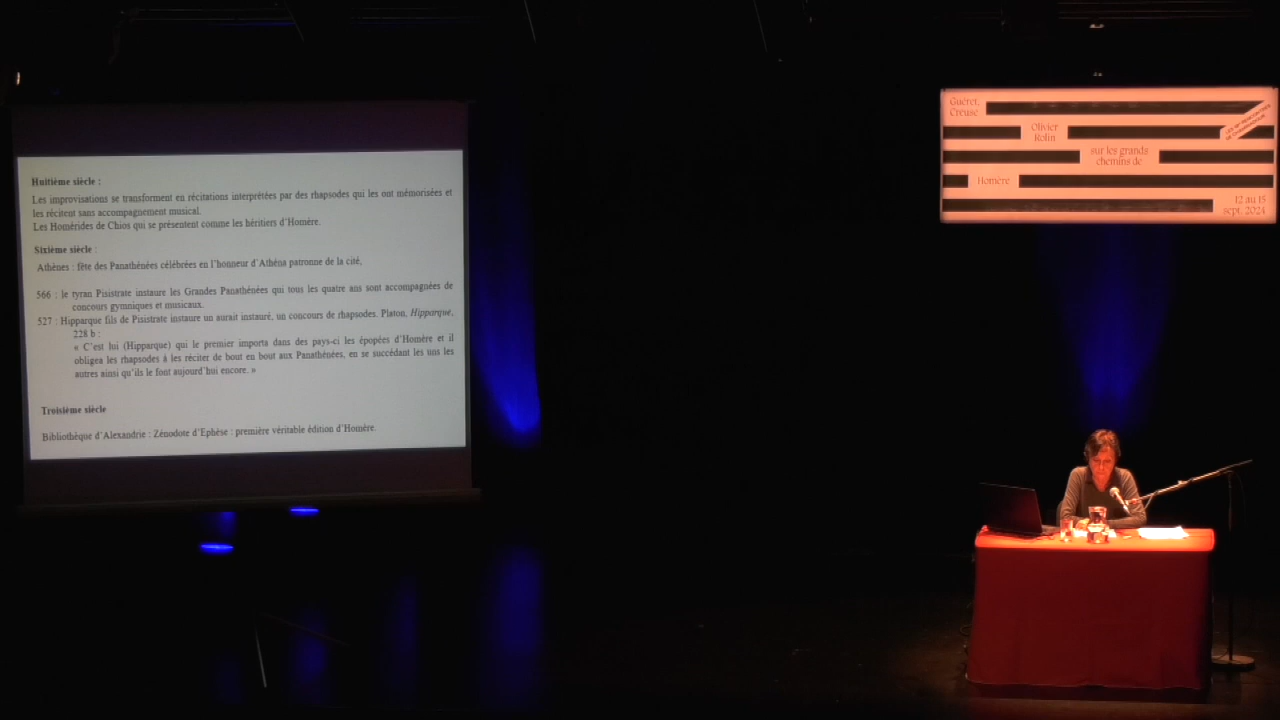 Huitième siècle :
Les improvisations se transforment en récitations interprétées par des rhapsodes qui les ont mémorisées et
les récitent sans accompagnement musical.
Les Homérides de Chios qui se présentent comme les héritiers d'Homère.
Sixième siècle :
Athènes : fête des Panathénées célébrées en l'honneur d'Athéna patronne de la cité,
566 : le tyran Pisistrate instaure les Grandes Panathénées qui tous les quatre ans sont accompagnées de
concours gymniques et musicaux.
527 : Hipparque fils de Pisistrate instaure un aurait instauré, un concours de rhapsodes. Platon, Hipparque,
228 b :
« C'est lui (Hipparque) qui le premier importa dans des pays-ci les épopées d'Homère et il
obligea les rhapsodes à les réciter de bout en bout aux Panathénées, en se succédant les uns les
autres ainsi qu'ils le font aujourd'hui encore. »
Troisième siècle
Bibliothèque d'Alexandrie : Zénodote d'Ephèse : première véritable édition d'Homère.
Guéret,
Creuse
Olivier
Rolin
sur les grands
chemins de
Homère
12 au 15
sept. 2024